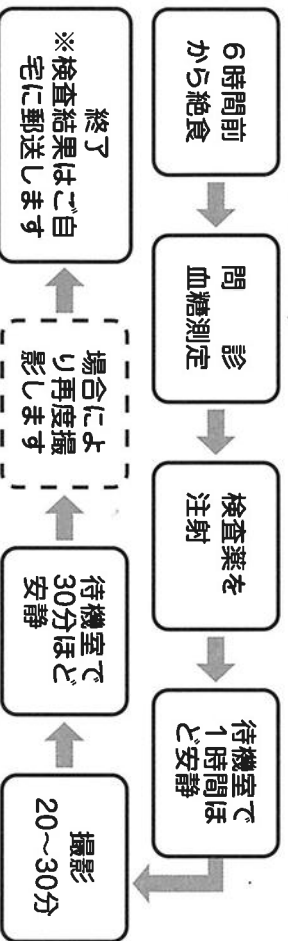 6時間前
から絶食
問　診
血糖測定
検査薬を
注射
待機室で
1時間ほ
ど安静
撮影
20～30分
待機室で
30分ほど
安静
場合によ
り再度撮
影します
終了
※検査結果はご自
宅に郵送します